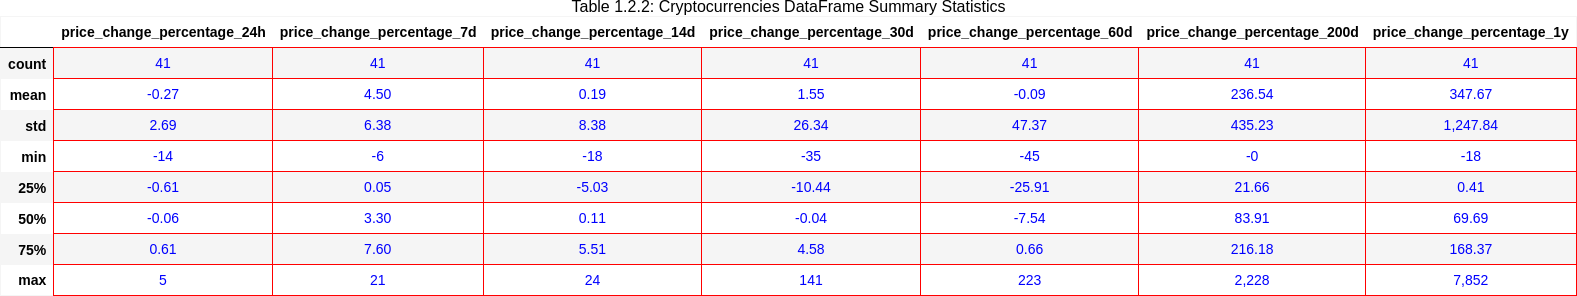 Table 1.2.2: Cryptocurrencies DataFrame Summary Statistics
price_change_percentage_24h price_change_percentage_7d price_change_percentage_14d price_change_percentage_30d price_change_percentage_60d price_change_percentage_200d price_change_percentage_1y
count 41 41 41 41 41 41 41
mean -0.27 4.50 0.19 1.55 -0.09 236.54 347.67
std 2.69 6.38 8.38 26.34 47.37 435.23 1,247.84
min -14 -6 -18 -35 -45 -0 -18
25% -0.61 0.05 -5.03 -10.44 -25.91 21.66 0.41
50% -0.06 3.30 0.11 -0.04 -7.54 83.91 69.69
75% 0.61 7.60 5.51 4.58 0.66 216.18 168.37
max 5 21 24 141 223 2,228 7,852